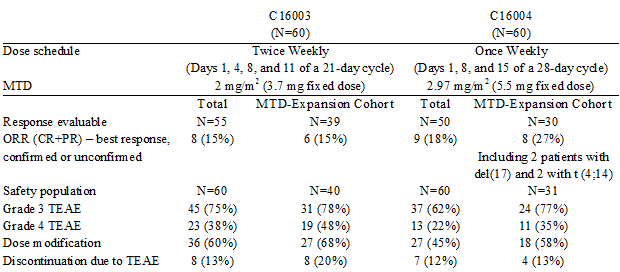 C16003 C16004
(N=60) (N=60)
Dose schedule Twice Weekly Once Weekly
(Days 1, 4, 8, and 11 of a 21-day cycle) (Days 1, 8, and 15 of a 28-day cycle)
MTD 2 mg/m² (3.7 mg fixed dose) 2.97 mg/m² (5.5 mg fixed dose)
Total MTD-Expansion Cohort Total MTD-Expansion Cohort
Response evaluable N=55 N=39 N=50 N=30
ORR (CR+PR) – best response, 8 (15%) 6 (15%) 9 (18%) 8 (27%)
confirmed or unconfirmed Including 2 patients with
del(17) and 2 with t (4;14)
Safety population N=60 N=40 N=60 N=31
Grade 3 TEAE 45 (75%) 31 (78%) 37 (62%) 24 (77%)
Grade 4 TEAE 23 (38%) 19 (48%) 13 (22%) 11 (35%)
Dose modification 36 (60%) 27 (68%) 27 (45%) 18 (58%)
Discontinuation due to TEAE 8 (13%) 8 (20%) 7 (12%) 4 (13%)